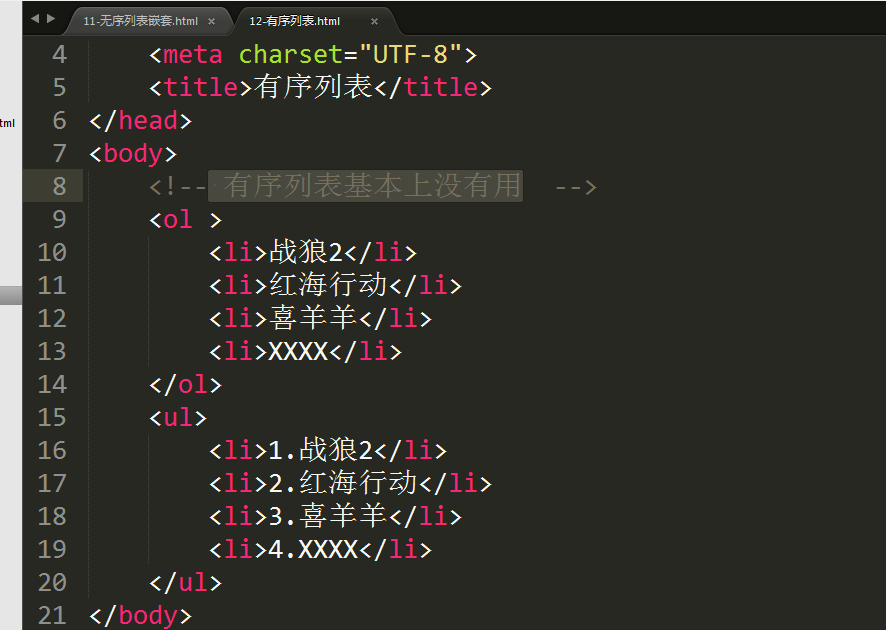 11-无序列表嵌套.html × 12-有序列表.html ×
tml
4 <meta charset="UTF-8">
5 <title>有序列表</title>
6 </head>
7 <body>
8 <!-- 有序列表基本上没有用 -->
9 <ol >
10 <li>战狼2</li>
11 <li>红海行动</li>
12 <li>喜羊羊</li>
13 <li>XXXX</li>
14 </ol>
15 <ul>
16 <li>1.战狼2</li>
17 <li>2.红海行动</li>
18 <li>3.喜羊羊</li>
19 <li>4.XXXX</li>
20 </ul>
21 </body>